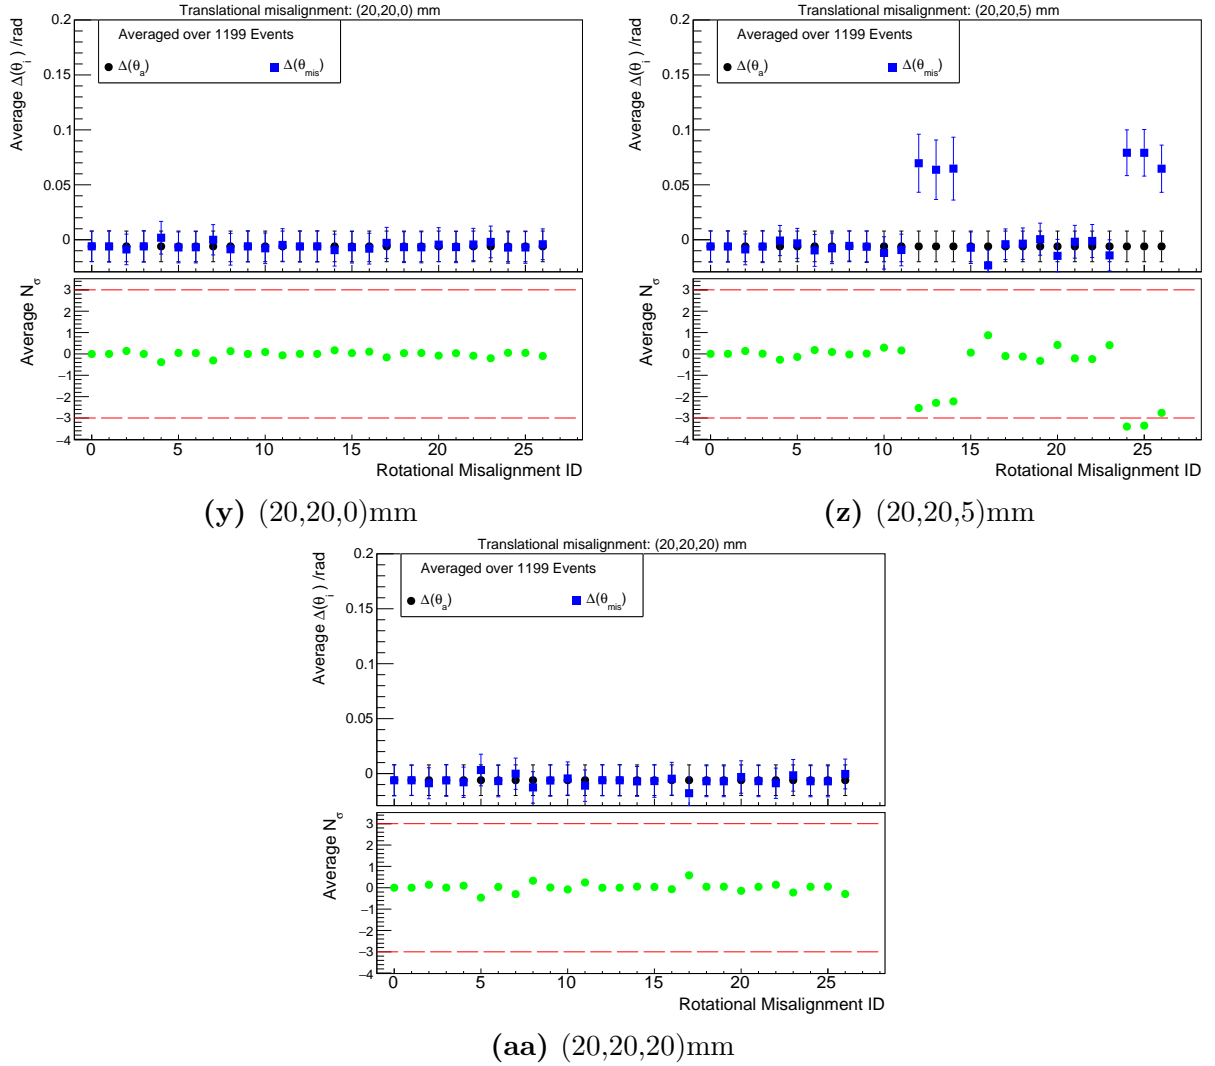 Translational misalignment: (20,20,0) mm
Average Δ(θi) /rad
0.2
0.15
0.1
0.05
0
Averaged over 1199 Events
Δ(θa)
Δ(θmis)
Average Nσ
3
2
1
0
−1
−2
−3
−4
0 5 10 15 20 25
Rotational Misalignment ID
(y) (20,20,0)mm
Translational misalignment: (20,20,5) mm
Average Δ(θi) /rad
0.2
0.15
0.1
0.05
0
Averaged over 1199 Events
Δ(θa)
Δ(θmis)
Average Nσ
3
2
1
0
−1
−2
−3
−4
0 5 10 15 20 25
Rotational Misalignment ID
(z) (20,20,5)mm
Translational misalignment: (20,20,20) mm
Average Δ(θi) /rad
0.2
0.15
0.1
0.05
0
Averaged over 1199 Events
Δ(θa)
Δ(θmis)
Average Nσ
3
2
1
0
−1
−2
−3
−4
0 5 10 15 20 25
Rotational Misalignment ID
(aa) (20,20,20)mm